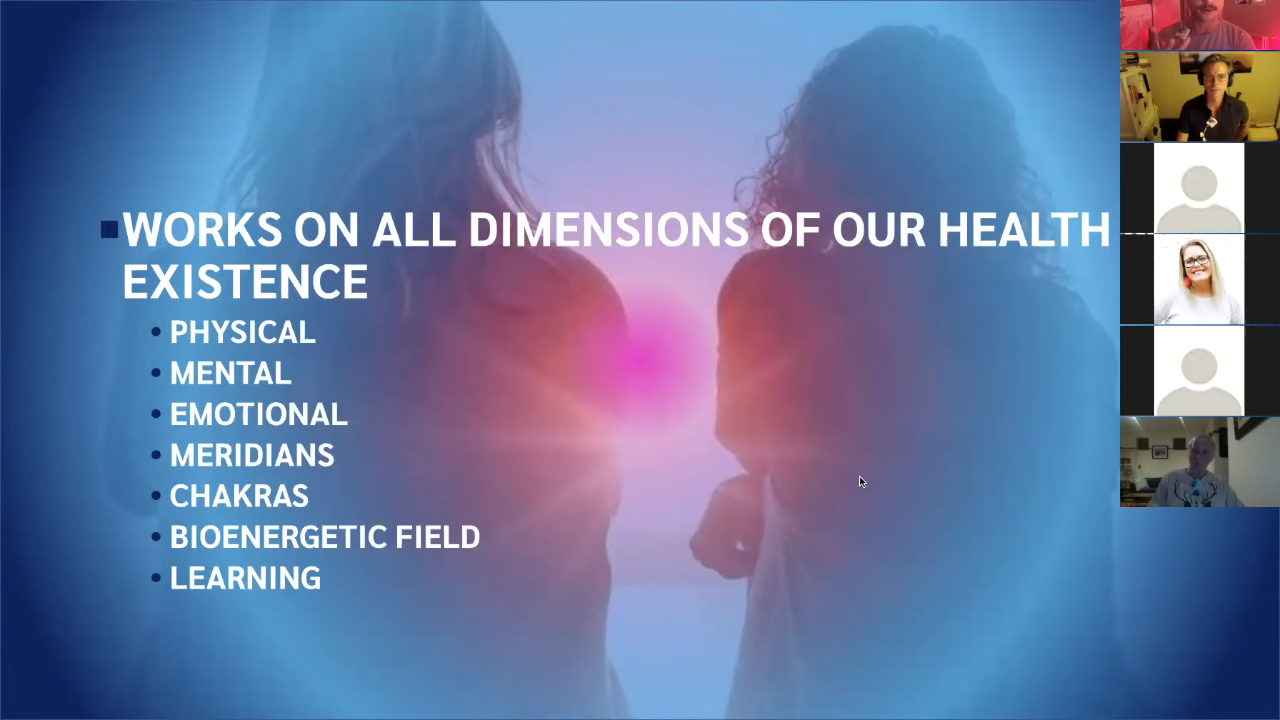 WORKS ON ALL DIMENSIONS OF OUR HEALTH
EXISTENCE
PHYSICAL
MENTAL
EMOTIONAL
MERIDIANS
CHAKRAS
BIOENERGETIC FIELD
LEARNING